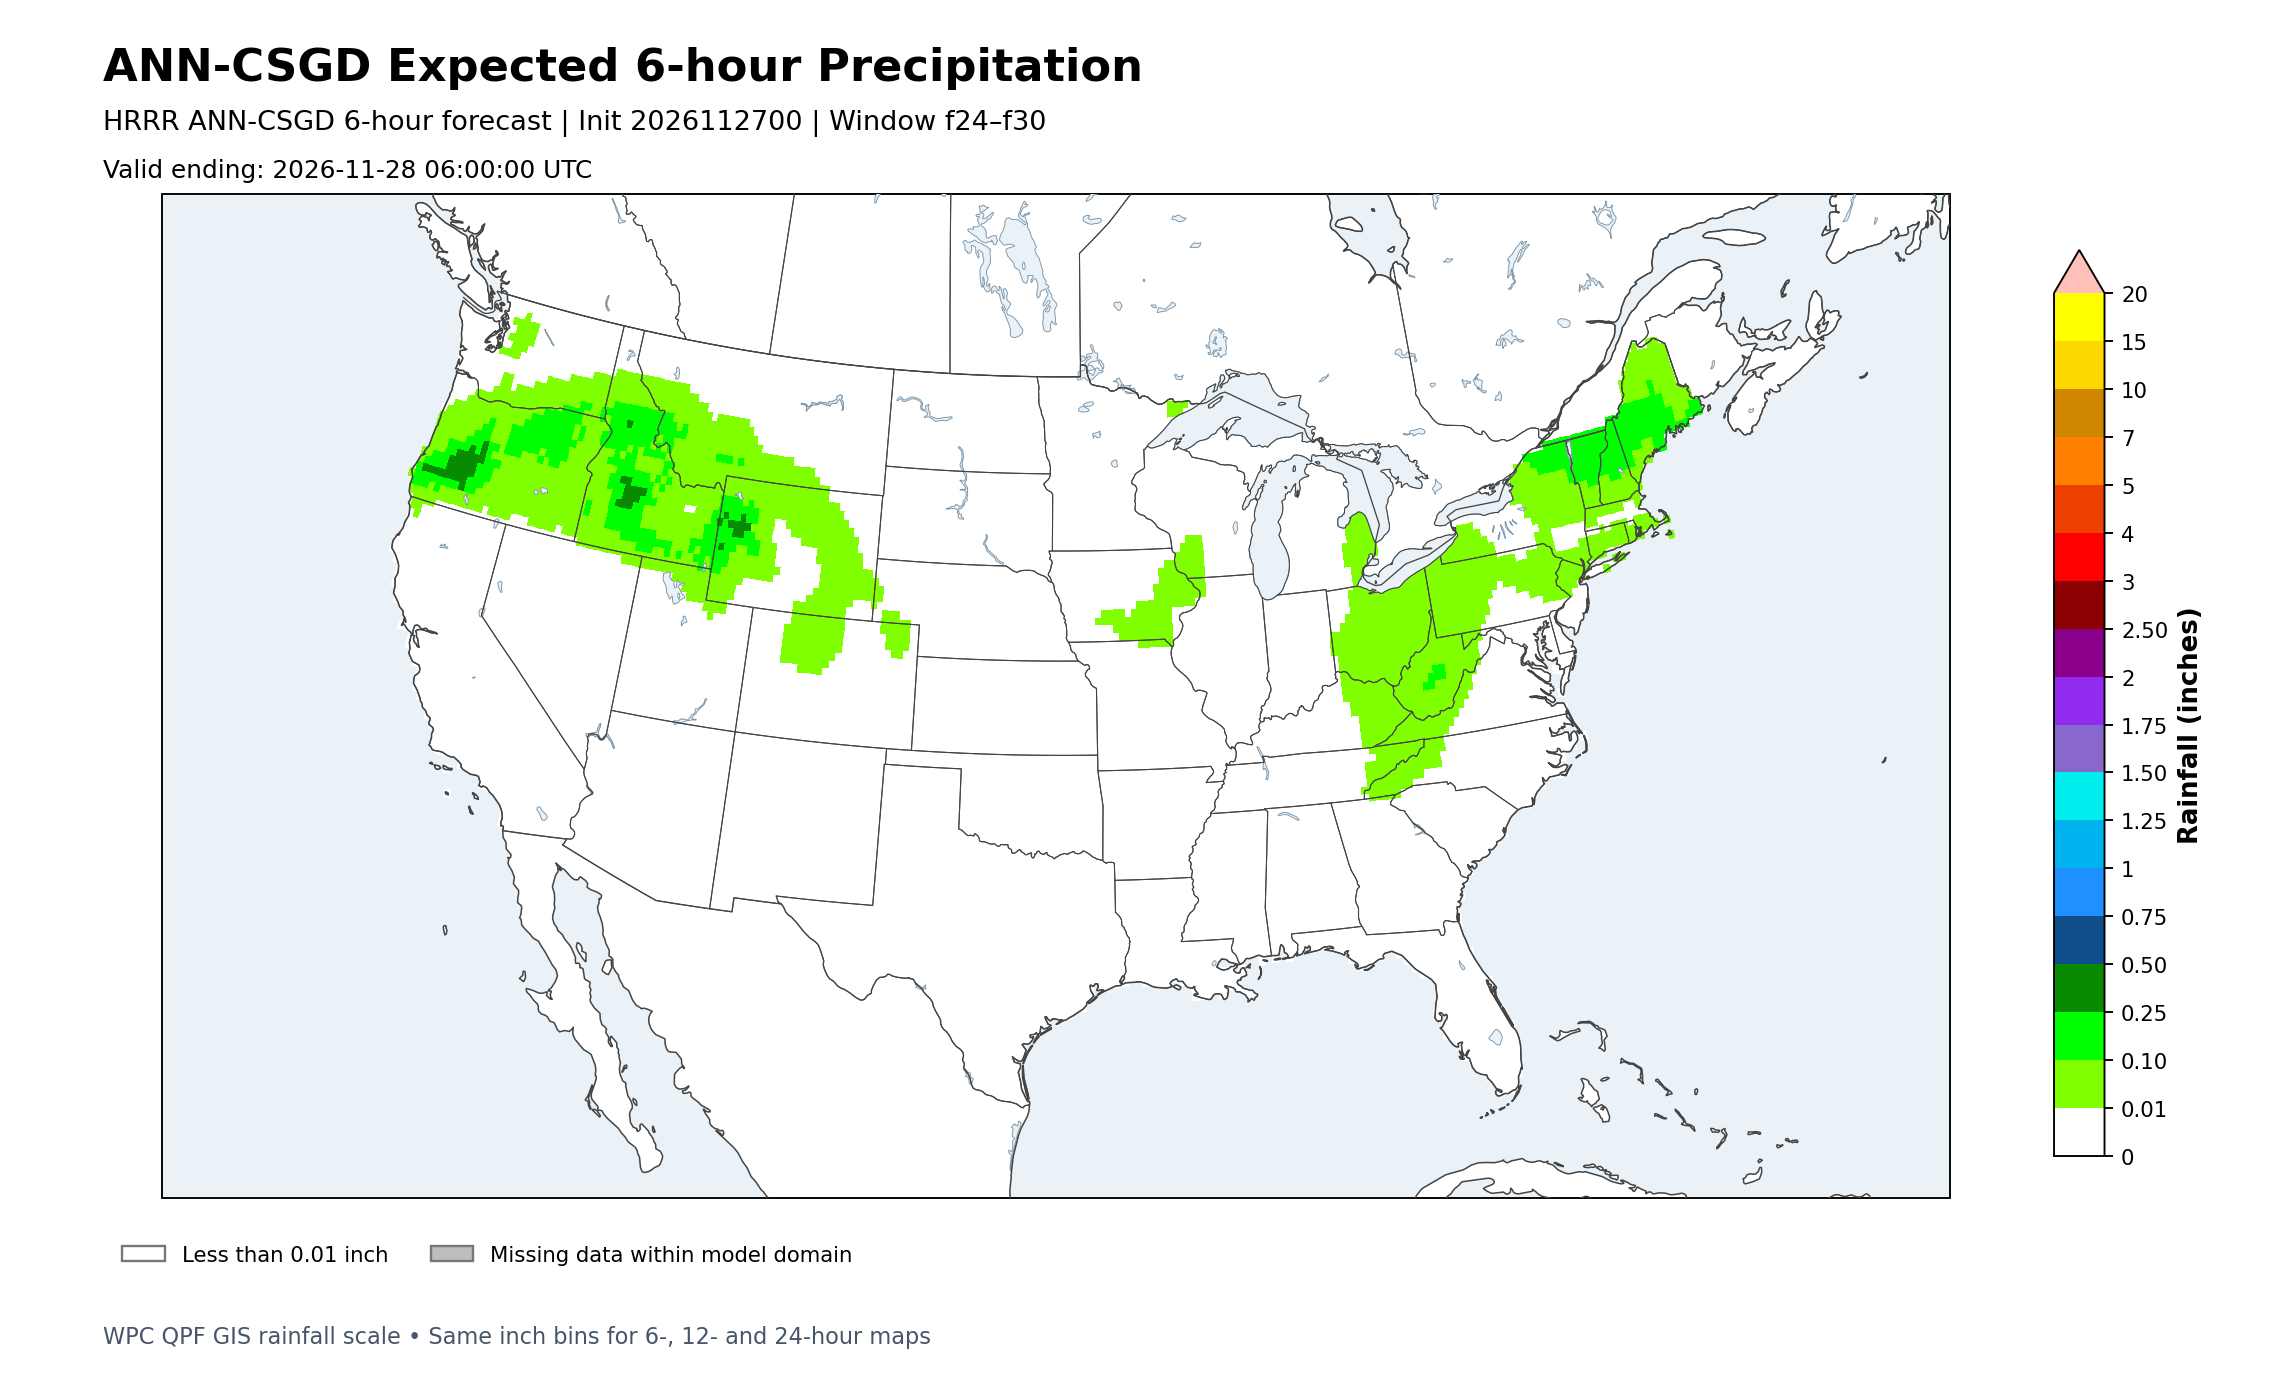 ANN-CSGD Expected 6-hour Precipitation
HRRR ANN-CSGD 6-hour forecast | Init 2026112700 | Window f24–f30
Valid ending: 2026-11-28 06:00:00 UTC
20
15
10
7
5
4
3
2.50
2
1.75
1.50
1.25
1
0.75
0.50
0.25
0.10
0.01
0
Rainfall (inches)
Less than 0.01 inch
Missing data within model domain
WPC QPF GIS rainfall scale • Same inch bins for 6-, 12- and 24-hour maps